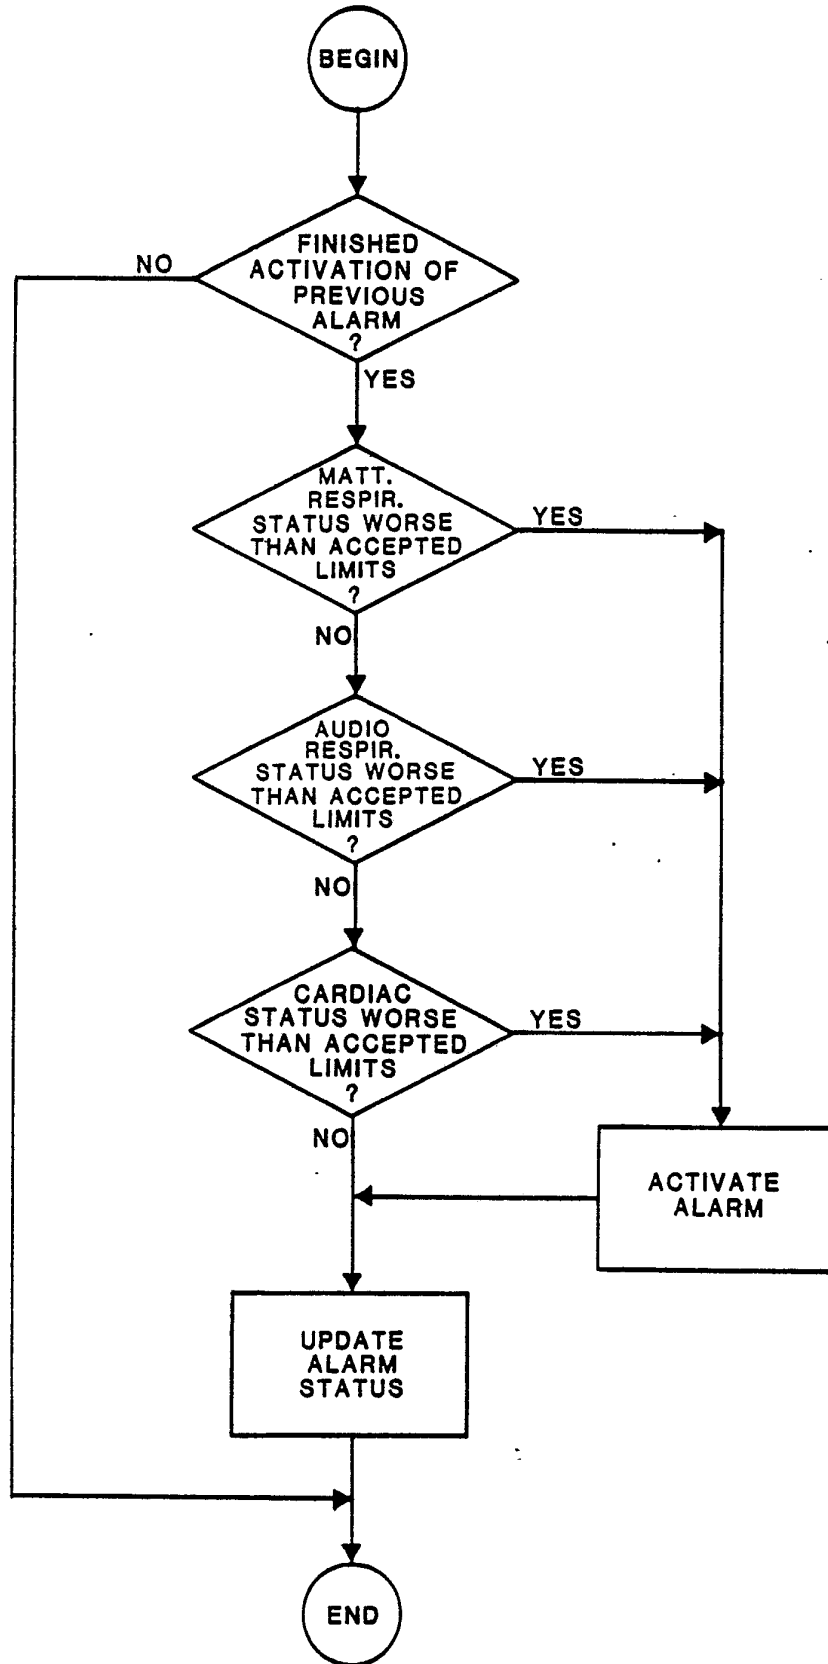 BEGIN
FINISHED
ACTIVATION OF
PREVIOUS
ALARM
?
NO
YES
MATT.
RESPIR.
STATUS WORSE
THAN ACCEPTED
LIMITS
?
YES
NO
AUDIO
RESPIR.
STATUS WORSE
THAN ACCEPTED
LIMITS
?
YES
NO
CARDIAC
STATUS WORSE
THAN ACCEPTED
LIMITS
?
YES
NO
ACTIVATE
ALARM
UPDATE
ALARM
STATUS
END